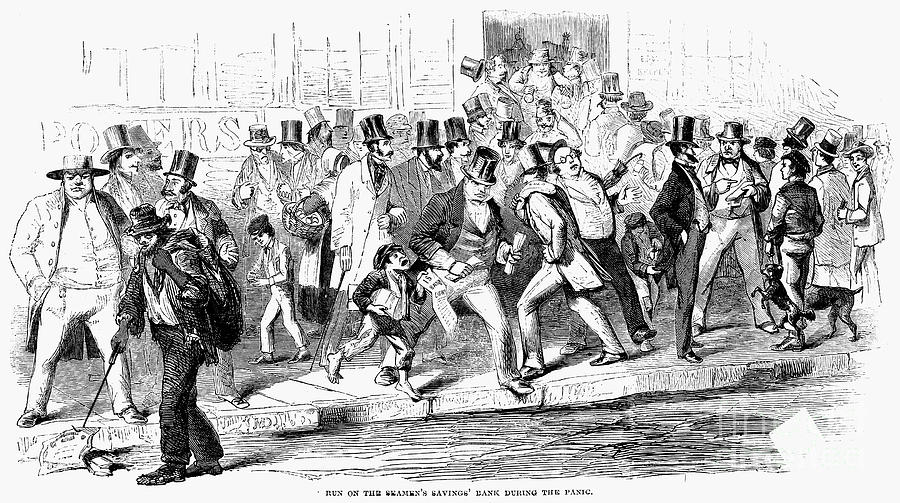 POWERS
RUN ON THE SEAMEN'S SAVINGS' BANK DURING THE PANIC.